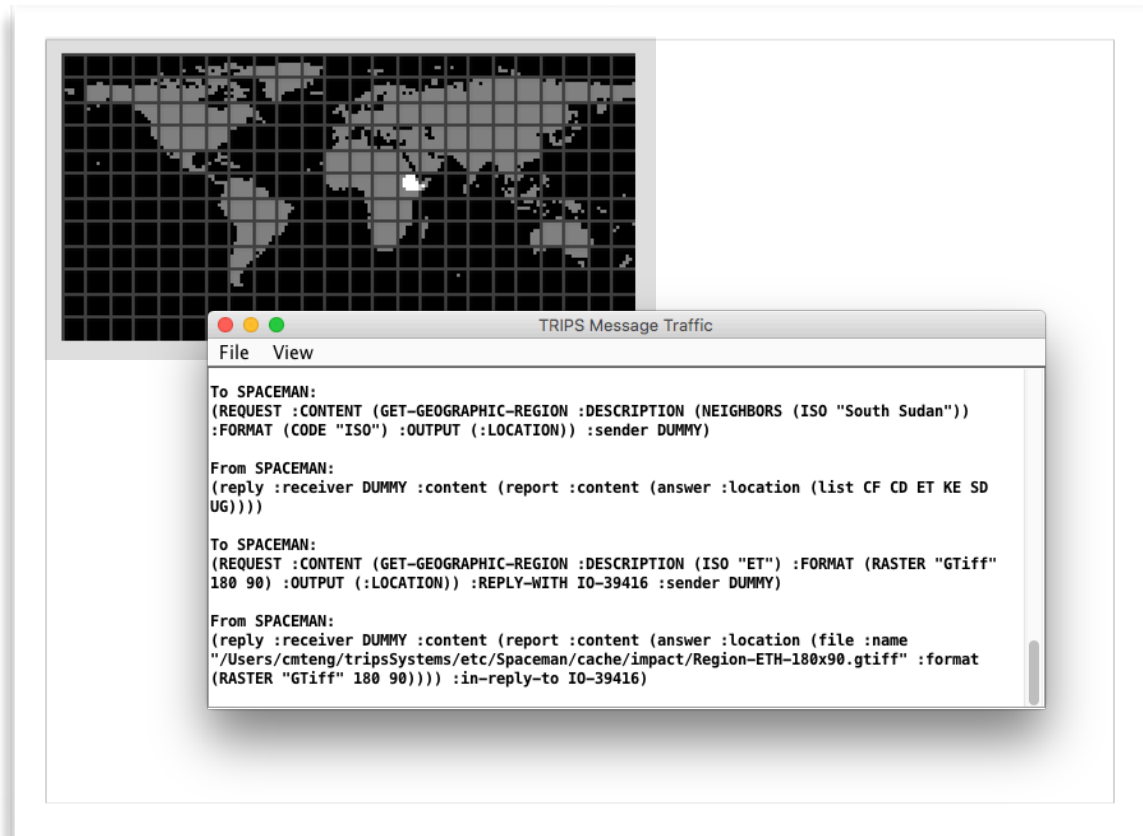 TRIPS Message Traffic
File View
To SPACEMAN:
(REQUEST :CONTENT (GET-GEOGRAPHIC-REGION :DESCRIPTION (NEIGHBORS (ISO "South Sudan"))
:FORMAT (CODE "ISO") :OUTPUT (:LOCATION)) :sender DUMMY)
From SPACEMAN:
(reply :receiver DUMMY :content (report :content (answer :location (list CF CD ET KE SD
UG))))
To SPACEMAN:
(REQUEST :CONTENT (GET-GEOGRAPHIC-REGION :DESCRIPTION (ISO "ET") :FORMAT (RASTER "GTiff"
180 90) :OUTPUT (:LOCATION)) :REPLY-WITH IO-39416 :sender DUMMY)
From SPACEMAN:
(reply :receiver DUMMY :content (report :content (answer :location (file :name
"/Users/cmteng/tripsSystems/etc/Spaceman/cache/impact/Region-ETH-180x90.gtiff" :format
(RASTER "GTiff" 180 90)))) :in-reply-to IO-39416)